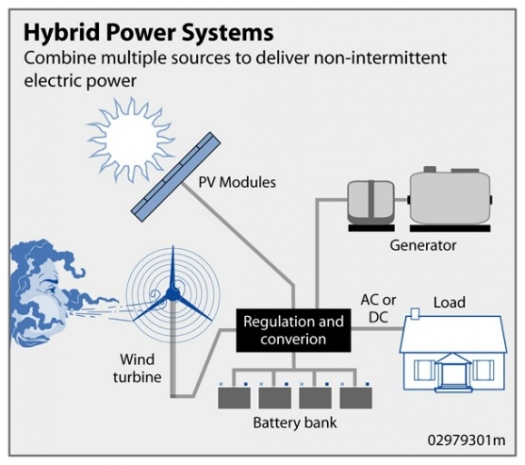 Hybrid Power Systems
Combine multiple sources to deliver non-intermittent
electric power
PV Modules
Generator
AC or
DC
Load
Regulation and
converion
Wind
turbine
Battery bank
02979301m